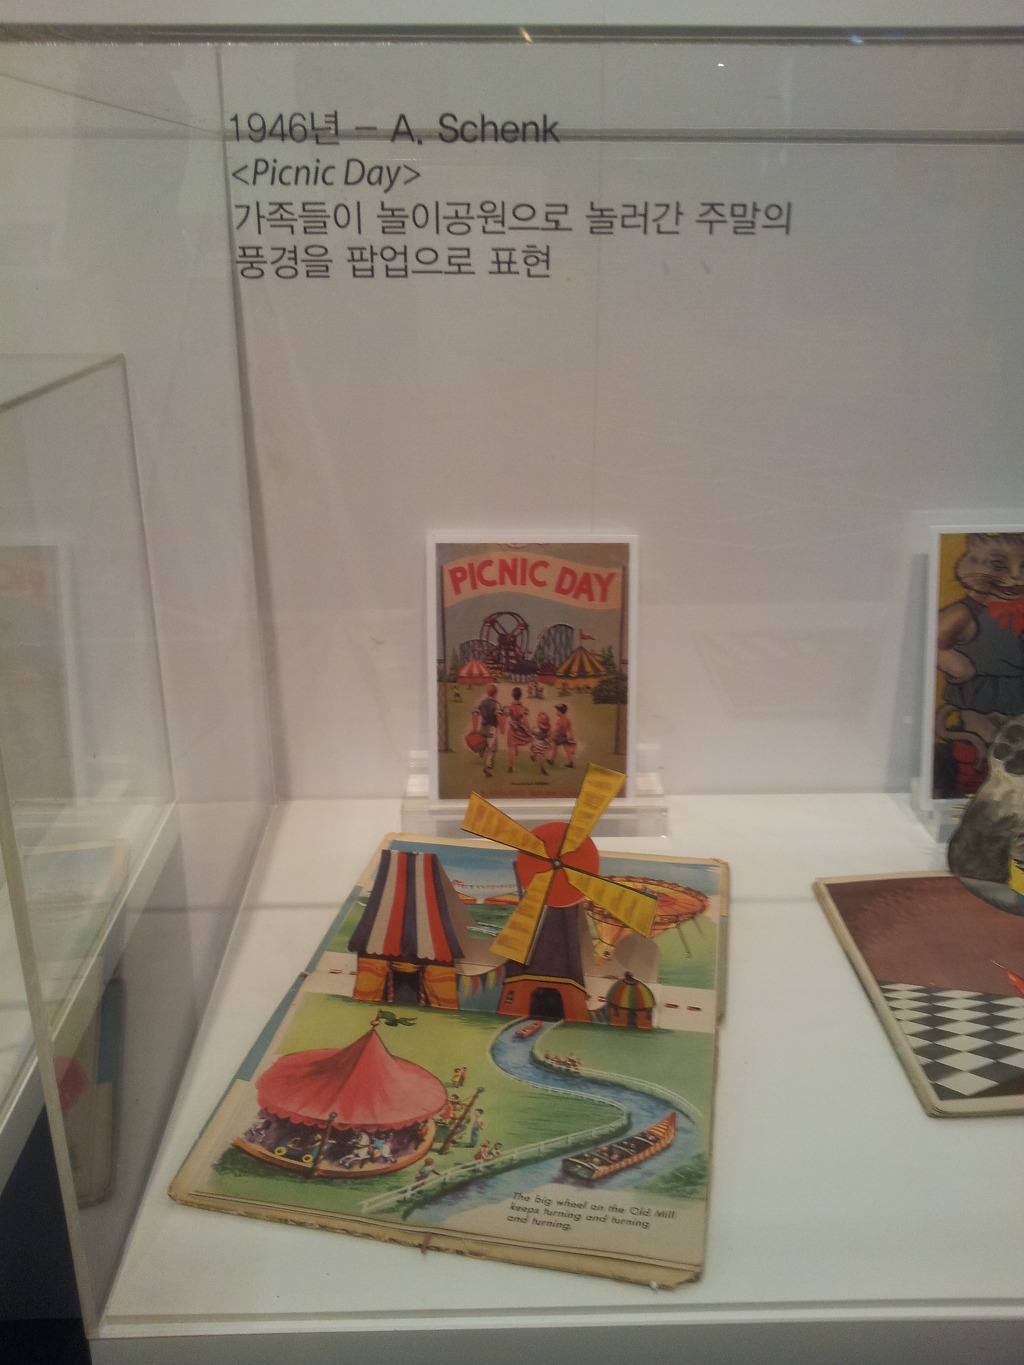 1946년 - A. Schenk
<Picnic Day>
가족들이 놀이공원으로 놀러간 주말의
풍경을 팝업으로 표현
PICNIC DAY
The big wheel on the Old Mill
keeps turning and turning
and turning.